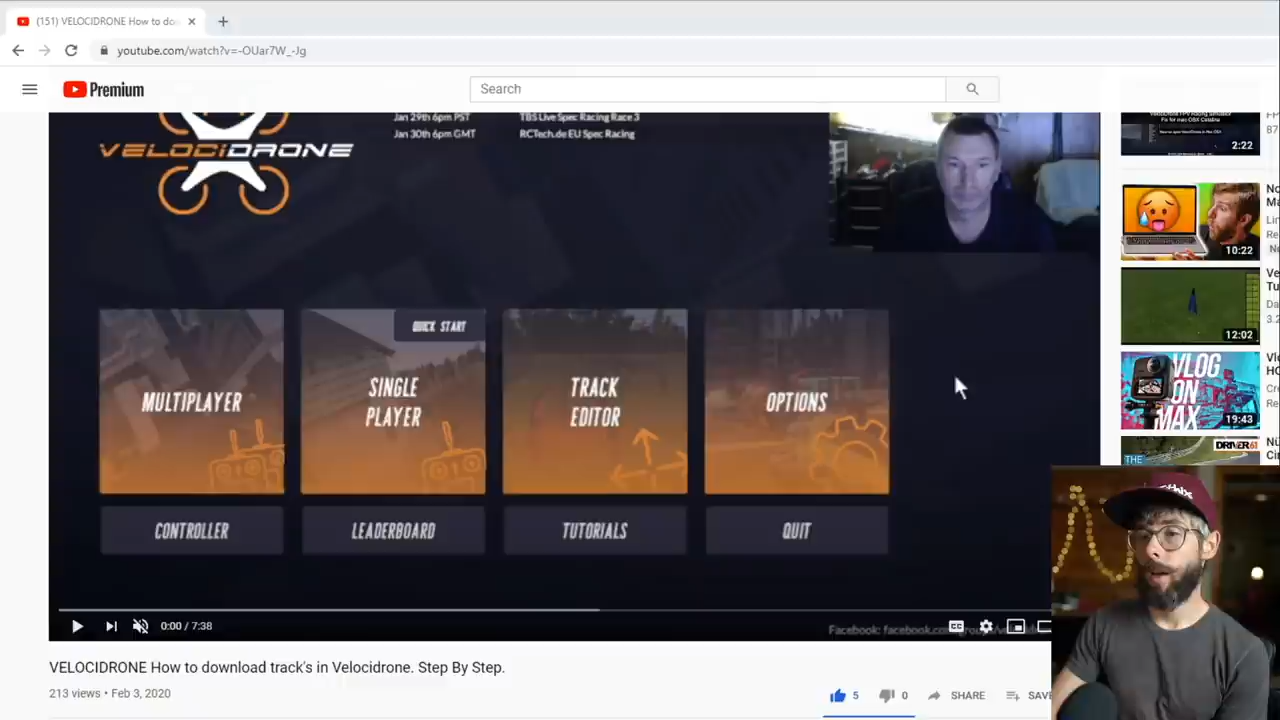 (151) VELOCIDRONE How to do
youtube.com/watch?v=-OUar7W_-Jg
Premium
Search
Jan 29th 6pm PST TBS Live Spec Racing Race 3
Jan 30th 6pm GMT RCTech.de EU Spec Racing
VELOCIDRONE
2:22
10:22
12:02
VLOG
ON
MAX
19:43
DRIVER61
THE
QUICK START
MULTIPLAYER
SINGLE
PLAYER
TRACK
EDITOR
OPTIONS
CONTROLLER
LEADERBOARD
TUTORIALS
QUIT
0:00 / 7:38
CC
VELOCIDRONE How to download track's in Velocidrone. Step By Step.
213 views • Feb 3, 2020
5
0
SHARE
SAVE